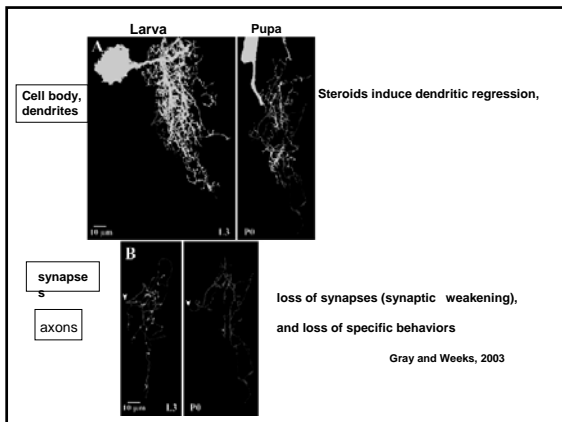 Larva
Pupa
A
Cell body,
dendrites
Steroids induce dendritic regression,
10 µm
L3
P0
B
synapse
s
axons
loss of synapses (synaptic weakening),
and loss of specific behaviors
Gray and Weeks, 2003
10 µm
L3
P0